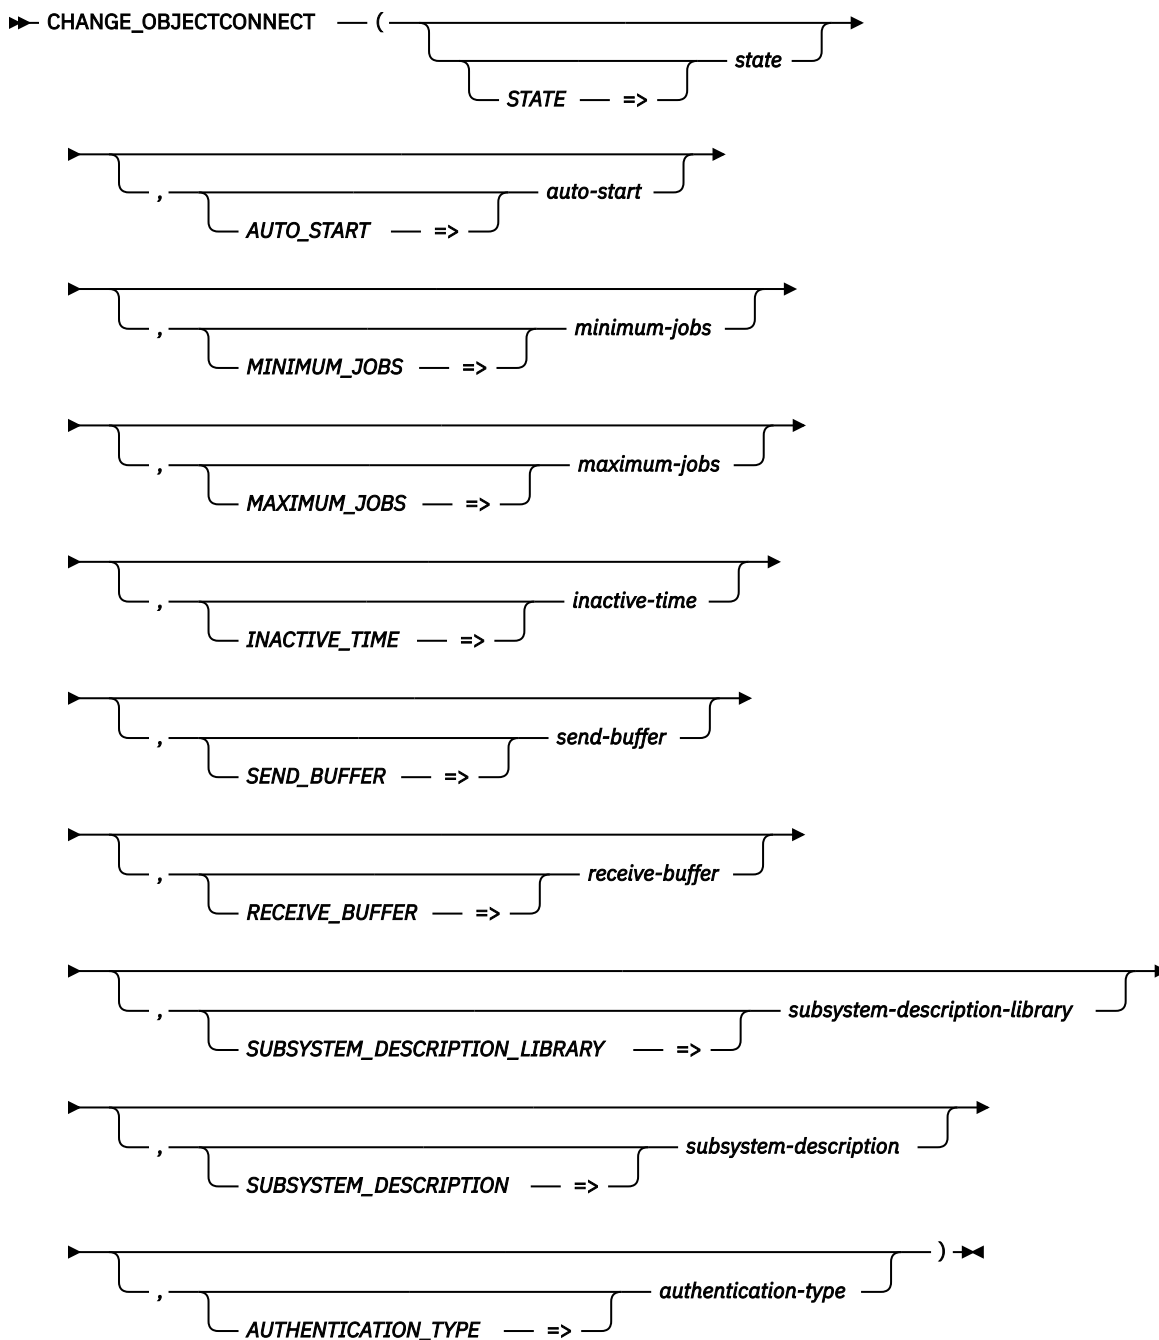 CHANGE_OBJECTCONNECT (
state
STATE =>
, auto-start
AUTO_START =>
, minimum-jobs
MINIMUM_JOBS =>
, maximum-jobs
MAXIMUM_JOBS =>
, inactive-time
INACTIVE_TIME =>
, send-buffer
SEND_BUFFER =>
, receive-buffer
RECEIVE_BUFFER =>
, subsystem-description-library
SUBSYSTEM_DESCRIPTION_LIBRARY =>
, subsystem-description
SUBSYSTEM_DESCRIPTION =>
)
, authentication-type
AUTHENTICATION_TYPE =>